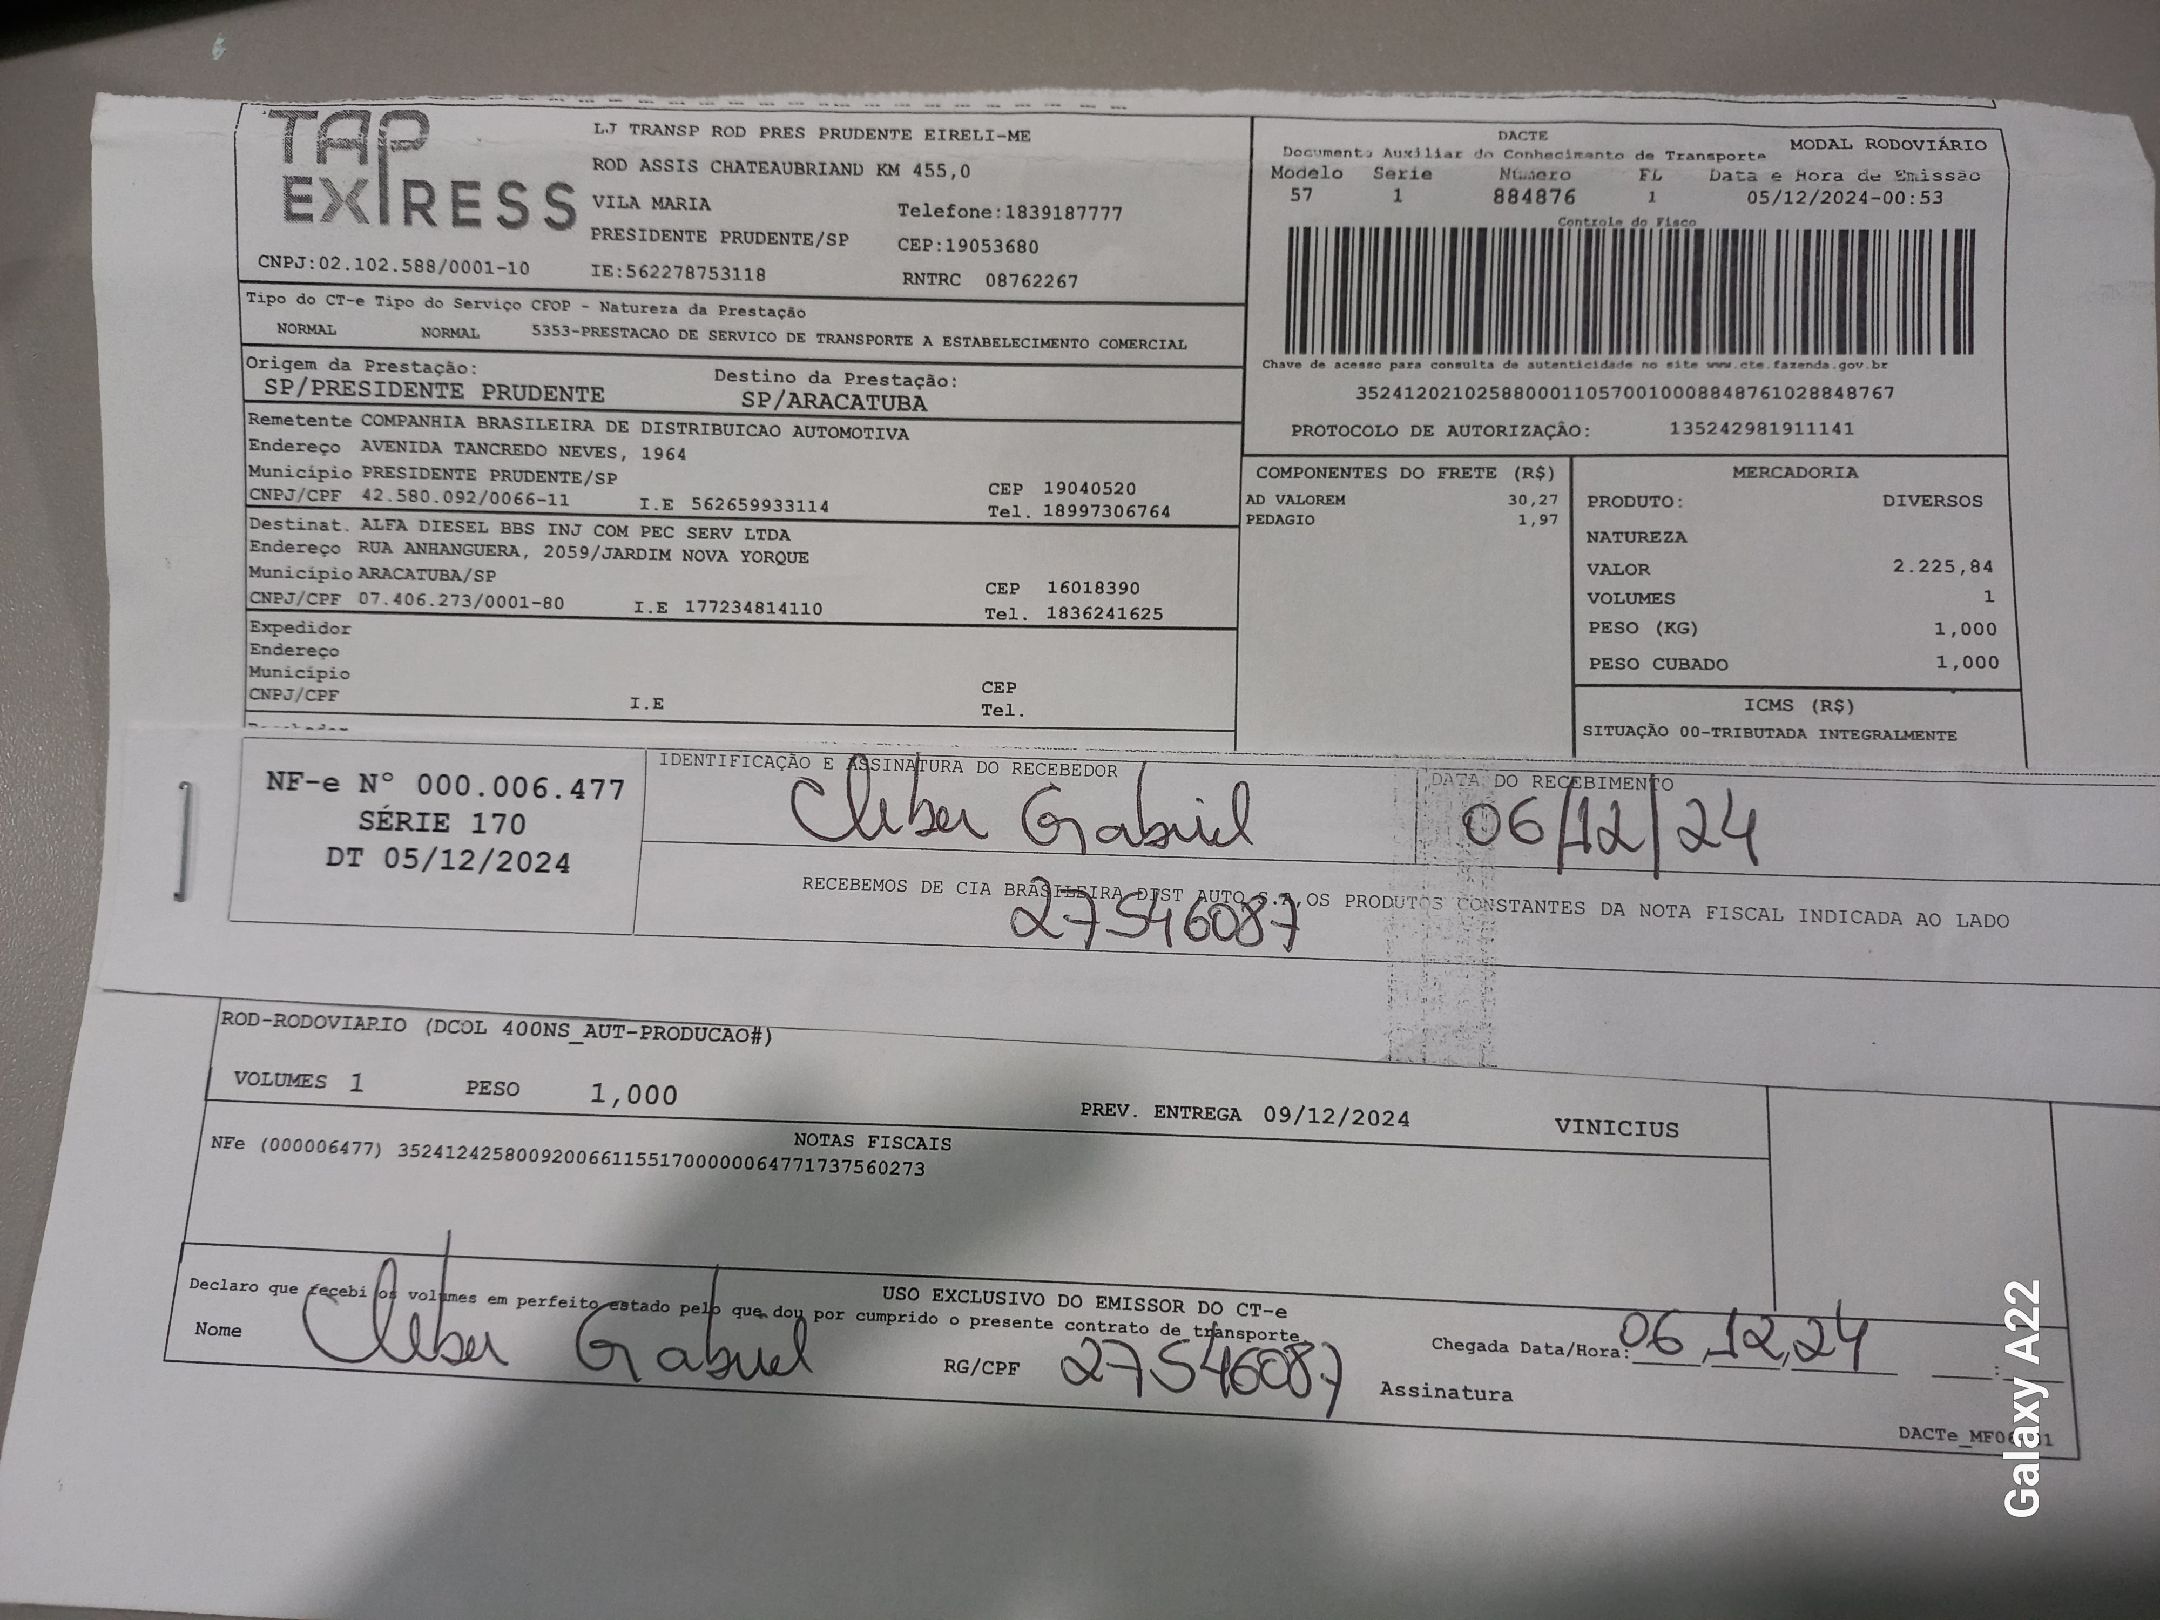 TAP EXPRESS
LJ TRANSP ROD PRES PRUDENTE EIRELI-ME
ROD ASSIS CHATEAUBRIAND KM 455,0
VILA MARIA
Telefone:1839187777
PRESIDENTE PRUDENTE/SP
CEP:19053680
CNPJ:02.102.588/0001-10
IE:562278753118
RNTRC 08762267
DACTE
MODAL RODOVIÁRIO
Documento Auxiliar do Conhecimento de Transporte
Modelo Serie Número FL Data e Hora de Emissão
57 1 884876 1 05/12/2024-00:53
Controle do Fisco
Chave de acesso para consulta de autenticidade no site www.cte.fazenda.gov.br
35241202102588000110570010008848761028848767
PROTOCOLO DE AUTORIZAÇÃO: 135242981911141
Tipo do CT-e Tipo do Serviço CFOP - Natureza da Prestação
NORMAL NORMAL 5353-PRESTACAO DE SERVICO DE TRANSPORTE A ESTABELECIMENTO COMERCIAL
Origem da Prestação: Destino da Prestação:
SP/PRESIDENTE PRUDENTE SP/ARACATUBA
Remetente COMPANHIA BRASILEIRA DE DISTRIBUICAO AUTOMOTIVA
Endereço AVENIDA TANCREDO NEVES, 1964
Município PRESIDENTE PRUDENTE/SP CEP 19040520
CNPJ/CPF 42.580.092/0066-11 I.E 562659933114 Tel. 18997306764
Destinat. ALFA DIESEL BBS INJ COM PEC SERV LTDA
Endereço RUA ANHANGUERA, 2059/JARDIM NOVA YORQUE
Município ARACATUBA/SP CEP 16018390
CNPJ/CPF 07.406.273/0001-80 I.E 177234814110 Tel. 1836241625
Expedidor
Endereço
Município CEP
CNPJ/CPF I.E Tel.
COMPONENTES DO FRETE (R$)
AD VALOREM 30,27
PEDAGIO 1,97
MERCADORIA
PRODUTO: DIVERSOS
NATUREZA
VALOR 2.225,84
VOLUMES 1
PESO (KG) 1,000
PESO CUBADO 1,000
ICMS (R$)
SITUAÇÃO 00-TRIBUTADA INTEGRALMENTE
NF-e Nº 000.006.477
SÉRIE 170
DT 05/12/2024
IDENTIFICAÇÃO E ASSINATURA DO RECEBEDOR
Cleber Gabriel
DATA DO RECEBIMENTO
06/12/24
RECEBEMOS DE CIA BRASILEIRA DIST AUTO S.A,OS PRODUTOS CONSTANTES DA NOTA FISCAL INDICADA AO LADO
27546087
ROD-RODOVIARIO (DCOL 400NS_AUT-PRODUCAO#)
VOLUMES 1 PESO 1,000 PREV. ENTREGA 09/12/2024 VINICIUS
NOTAS FISCAIS
NFe (000006477) 35241242580092006611551700000064771737560273
USO EXCLUSIVO DO EMISSOR DO CT-e
Declaro que recebi os volumes em perfeito estado pelo que dou por cumprido o presente contrato de transporte.
Nome Cleber Gabriel RG/CPF 27546087 Chegada Data/Hora: 06/12/24 :
Assinatura
Galaxy A22